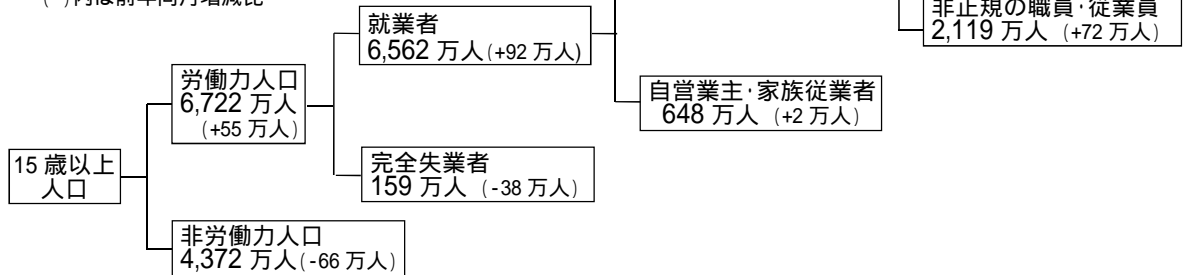 ( )内は前年同月増減比
就業者
6,562 万人(+92 万人)
非正規の職員・従業員
2,119 万人 (+72 万人)
労働力人口
6,722 万人
(+55 万人)
自営業主・家族従業者
648 万人 (+2 万人)
15 歳以上
人口
完全失業者
159 万人 (-38 万人)
非労働力人口
4,372 万人(-66 万人)